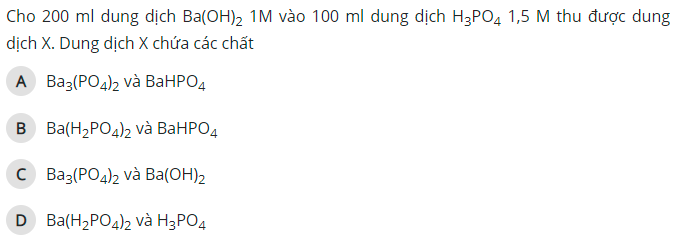 Cho 200 ml dung dịch Ba(OH)₂ 1M vào 100 ml dung dịch H₃PO₄ 1,5 M thu được dung
dịch X. Dung dịch X chứa các chất
A Ba₃(PO₄)₂ và BaHPO₄
B Ba(H₂PO₄)₂ và BaHPO₄
C Ba₃(PO₄)₂ và Ba(OH)₂
D Ba(H₂PO₄)₂ và H₃PO₄